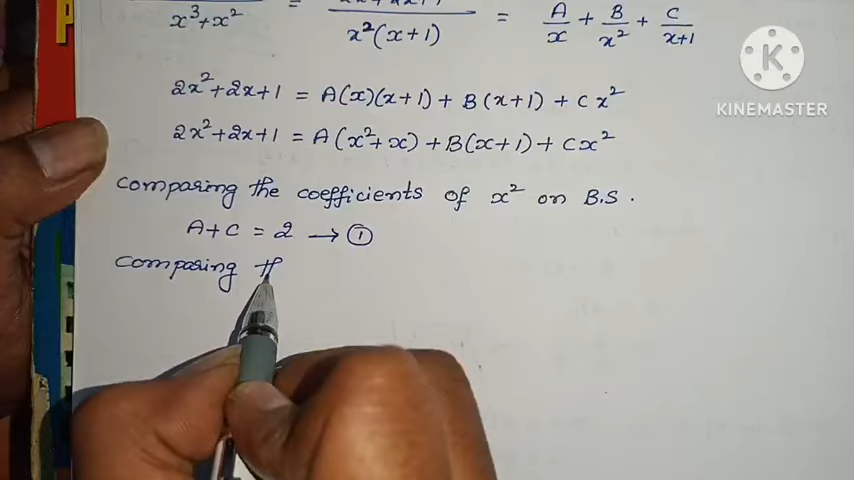 x³+x² = x²(x+1) = A/x + B/x² + C/x+1
2x²+2x+1 = A(x)(x+1) + B(x+1) + Cx²
2x²+2x+1 = A(x²+x) + B(x+1) + Cx²
comparing the coefficients of x² on B.S.
A+C = 2 → ①
comparing th
K
KINEMASTER